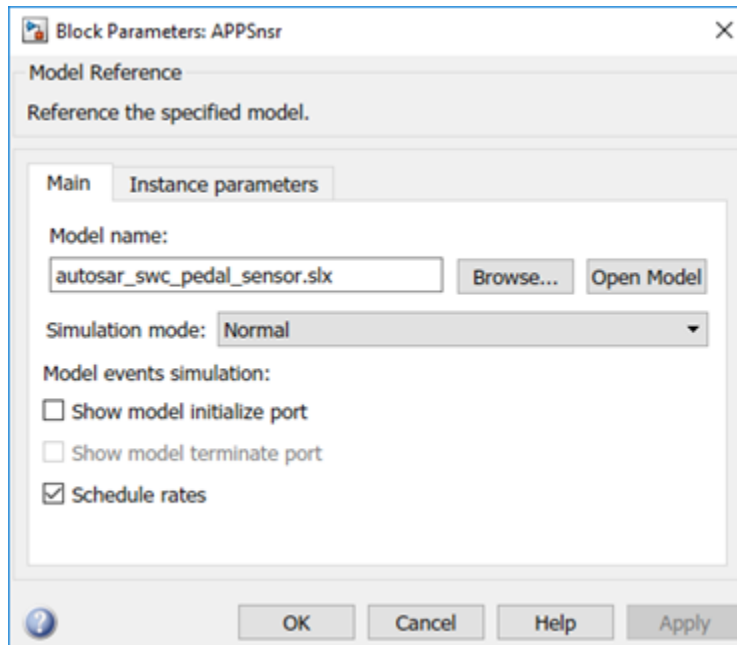 Block Parameters: APPSnsr
Model Reference
Reference the specified model.
Main Instance parameters
Model name:
autosar_swc_pedal_sensor.slx Browse... Open Model
Simulation mode: Normal
Model events simulation:
Show model initialize port
Show model terminate port
Schedule rates
OK Cancel Help Apply